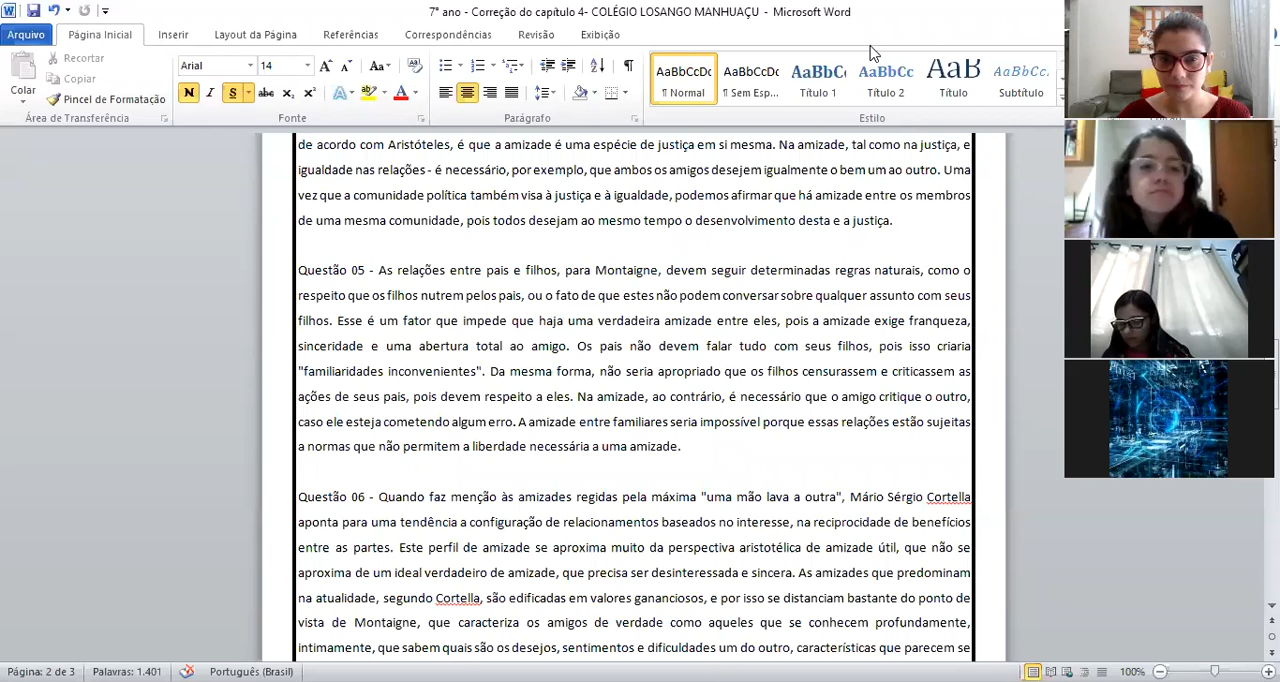 7° ano - Correção do capítulo 4- COLÉGIO LOSANGO MANHUAÇU - Microsoft Word
Arquivo Página Inicial Inserir Layout da Página Referências Correspondências Revisão Exibição
Recortar
Copiar
Pincel de Formatação
Colar
Área de Transferência
Arial 14
N I S abc x₂ x²
Fonte
Parágrafo
AaBbCcDc AaBbCcDc AaBbC AaBbCc AaB AaBbCc.
¶ Normal ¶ Sem Esp... Título 1 Título 2 Título Subtítulo
Estilo
de acordo com Aristóteles, é que a amizade é uma espécie de justiça em si mesma. Na amizade, tal como na justiça, e
igualdade nas relações - é necessário, por exemplo, que ambos os amigos desejem igualmente o bem um ao outro. Uma
vez que a comunidade política também visa à justiça e à igualdade, podemos afirmar que há amizade entre os membros
de uma mesma comunidade, pois todos desejam ao mesmo tempo o desenvolvimento desta e a justiça.
Questão 05 - As relações entre pais e filhos, para Montaigne, devem seguir determinadas regras naturais, como o
respeito que os filhos nutrem pelos pais, ou o fato de que estes não podem conversar sobre qualquer assunto com seus
filhos. Esse é um fator que impede que haja uma verdadeira amizade entre eles, pois a amizade exige franqueza,
sinceridade e uma abertura total ao amigo. Os pais não devem falar tudo com seus filhos, pois isso criaria
"familiaridades inconvenientes". Da mesma forma, não seria apropriado que os filhos censurassem e criticassem as
ações de seus pais, pois devem respeito a eles. Na amizade, ao contrário, é necessário que o amigo critique o outro,
caso ele esteja cometendo algum erro. A amizade entre familiares seria impossível porque essas relações estão sujeitas
a normas que não permitem a liberdade necessária a uma amizade.
Questão 06 - Quando faz menção às amizades regidas pela máxima "uma mão lava a outra", Mário Sérgio Cortella
aponta para uma tendência a configuração de relacionamentos baseados no interesse, na reciprocidade de benefícios
entre as partes. Este perfil de amizade se aproxima muito da perspectiva aristotélica de amizade útil, que não se
aproxima de um ideal verdadeiro de amizade, que precisa ser desinteressada e sincera. As amizades que predominam
na atualidade, segundo Cortella, são edificadas em valores gananciosos, e por isso se distanciam bastante do ponto de
vista de Montaigne, que caracteriza os amigos de verdade como aqueles que se conhecem profundamente,
intimamente, que sabem quais são os desejos, sentimentos e dificuldades um do outro, características que parecem se
Página: 2 de 3 Palavras: 1.401 Português (Brasil) 100%